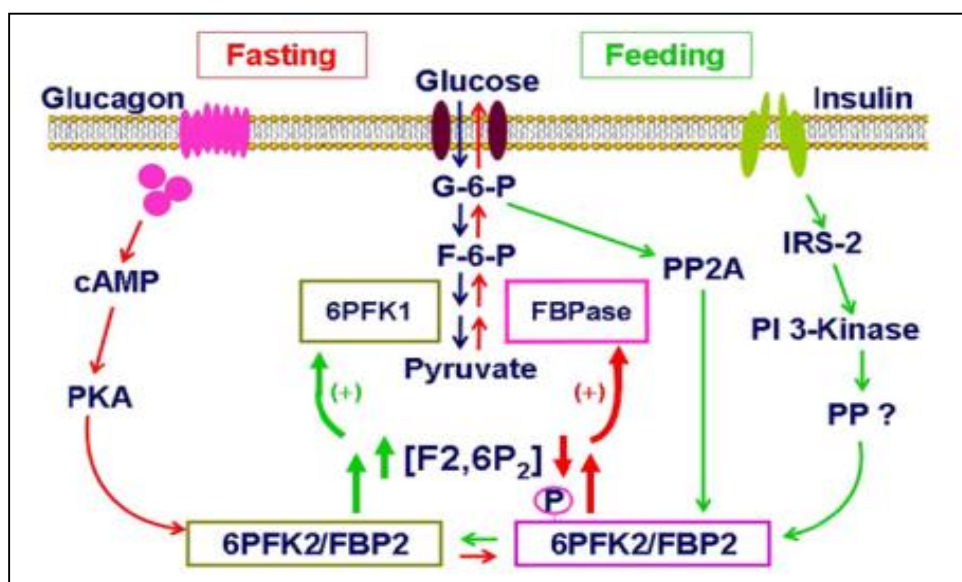 Fasting
Feeding
Glucagon
Glucose
Insulin
G-6-P
F-6-P
cAMP
PP2A
IRS-2
6PFK1
FBPase
PI 3-Kinase
Pyruvate
PKA
(+)
(+)
PP ?
[F2,6P₂]
P
6PFK2/FBP2
6PFK2/FBP2